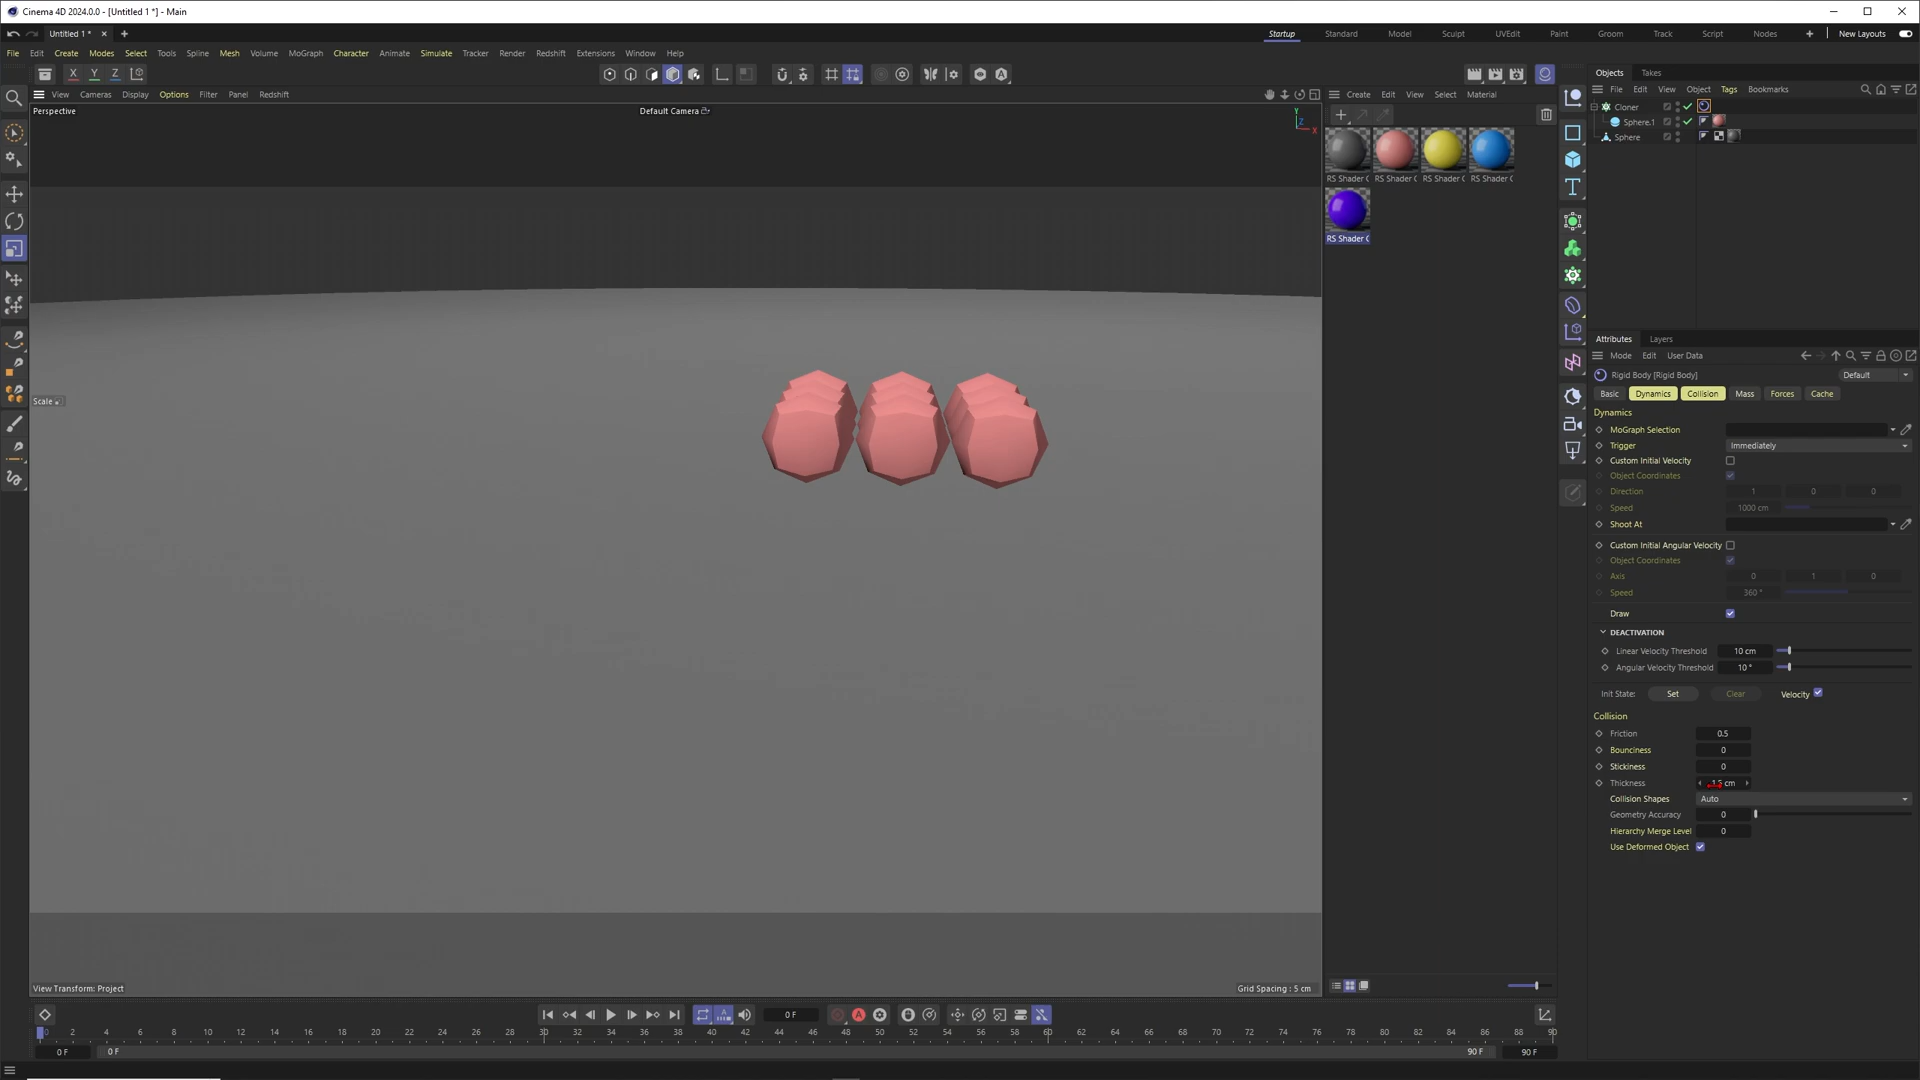 Cinema 4D 2024.0.0 - [Untitled 1 *] - Main
Untitled 1 *
Startup Standard Model Sculpt UVEdit Paint Groom Track Script Nodes New Layouts
File Edit Create Modes Select Tools Spline Mesh Volume MoGraph Character Animate Simulate Tracker Render Redshift Extensions Window Help
X Y Z
View Cameras Display Options Filter Panel Redshift
Perspective
Default Camera
Y
Z
X
Scale
View Transform: Project
Grid Spacing : 5 cm
Create Edit View Select Material
RS Shader G RS Shader G RS Shader G RS Shader G
RS Shader G
Objects Takes
File Edit View Object Tags Bookmarks
Cloner
Sphere.1
Sphere
Attributes Layers
Mode Edit User Data
Rigid Body [Rigid Body] Default
Basic Dynamics Collision Mass Forces Cache
Dynamics
MoGraph Selection
Trigger Immediately
Custom Initial Velocity
Object Coordinates
Direction 1 0 0
Speed 1000 cm
Shoot At
Custom Initial Angular Velocity
Object Coordinates
Axis 0 1 0
Speed 360 °
Draw
DEACTIVATION
Linear Velocity Threshold 10 cm
Angular Velocity Threshold 10 °
Init State: Set Clear Velocity
Collision
Friction 0.5
Bounciness 0
Stickiness 0
Thickness 1.5 cm
Collision Shapes Auto
Geometry Accuracy 0
Hierarchy Merge Level 0
Use Deformed Object
0 F
0 2 4 6 8 10 12 14 16 18 20 22 24 26 28 30 32 34 36 38 40 42 44 46 48 50 52 54 56 58 60 62 64 66 68 70 72 74 76 78 80 82 84 86 88 90
0 F 0 F 90 F 90 F